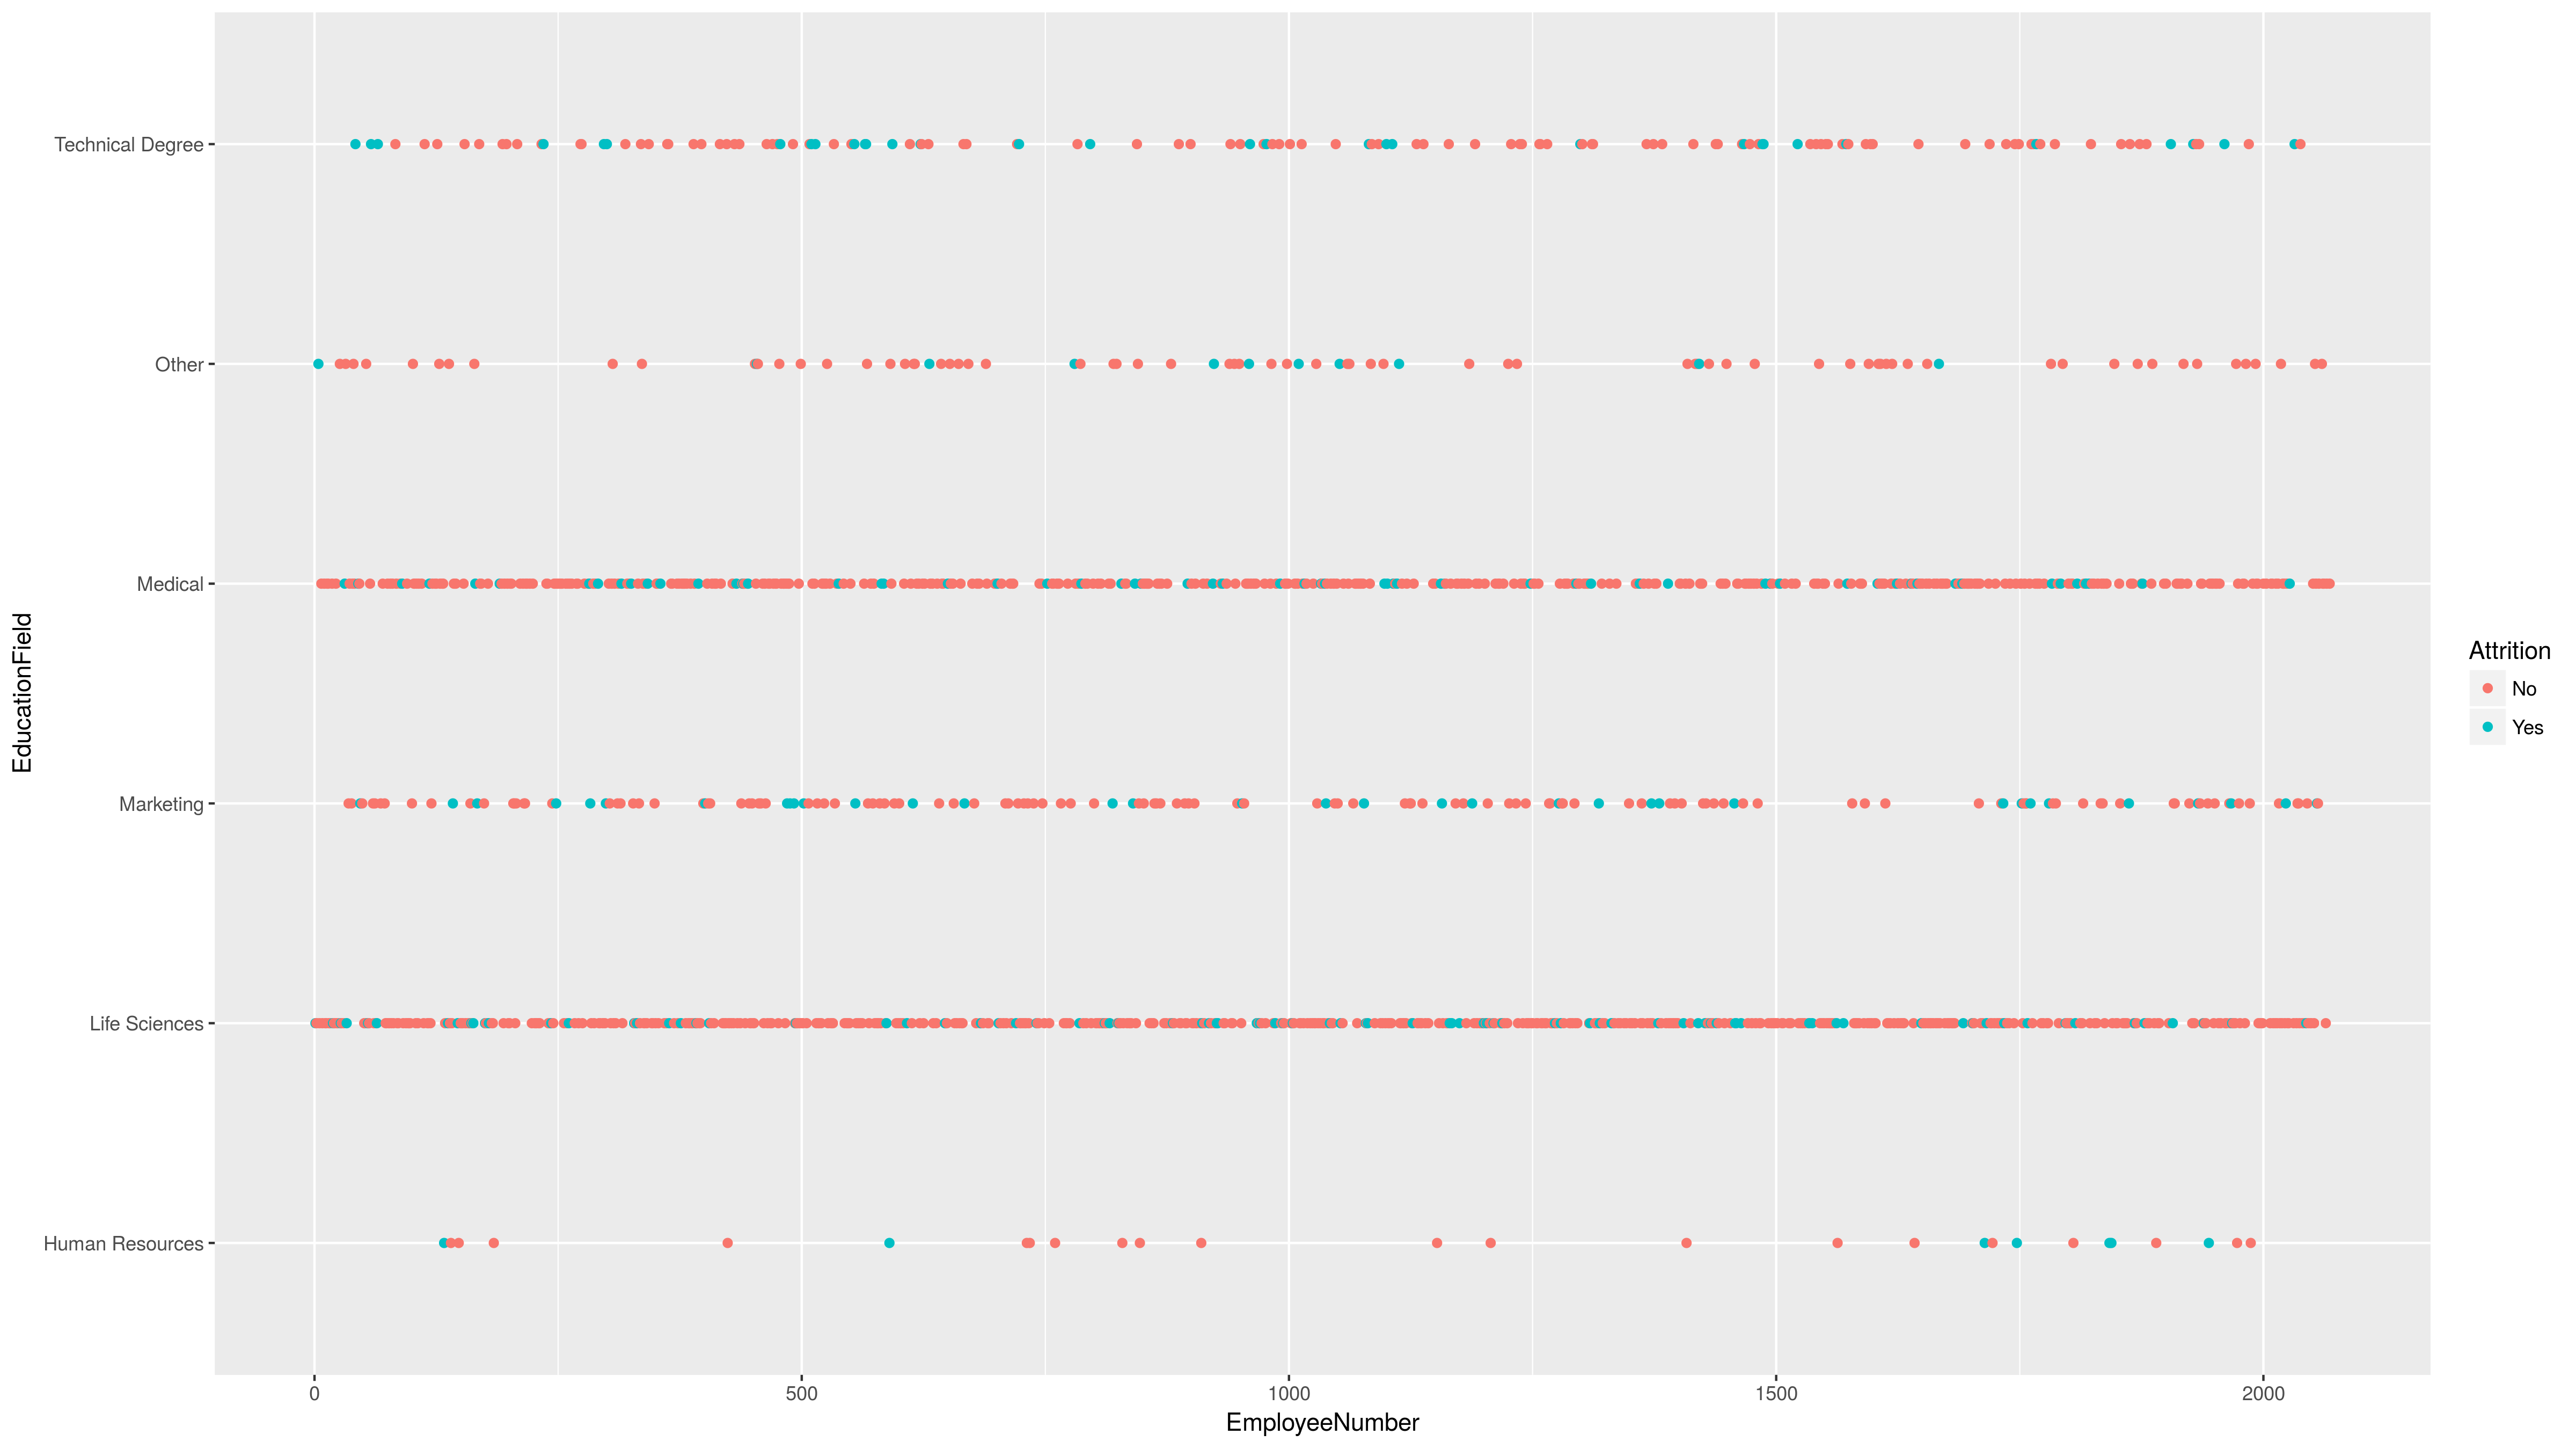 Technical Degree
Other
Medical
Marketing
Life Sciences
Human Resources
EducationField
0 500 1000 1500 2000
EmployeeNumber
Attrition
No
Yes